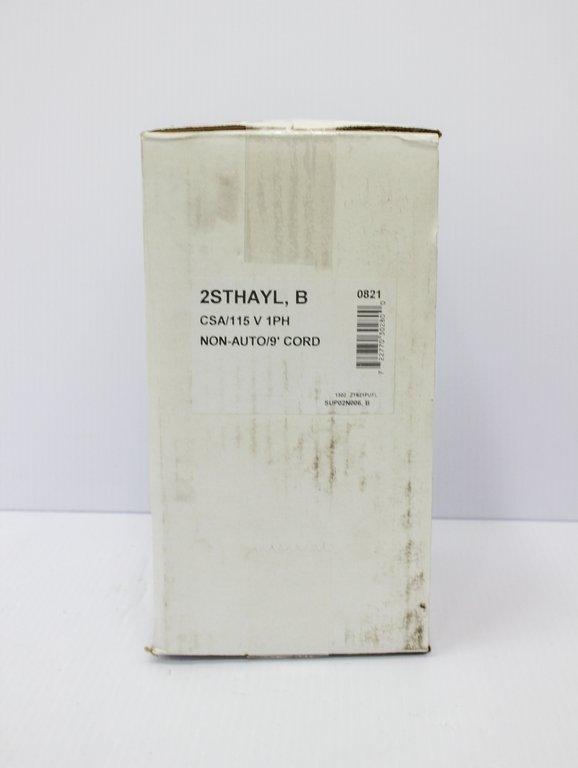 2STHAYL, B
0821
CSA/115 V 1PH
NON-AUTO/9' CORD
SUP02N006, B